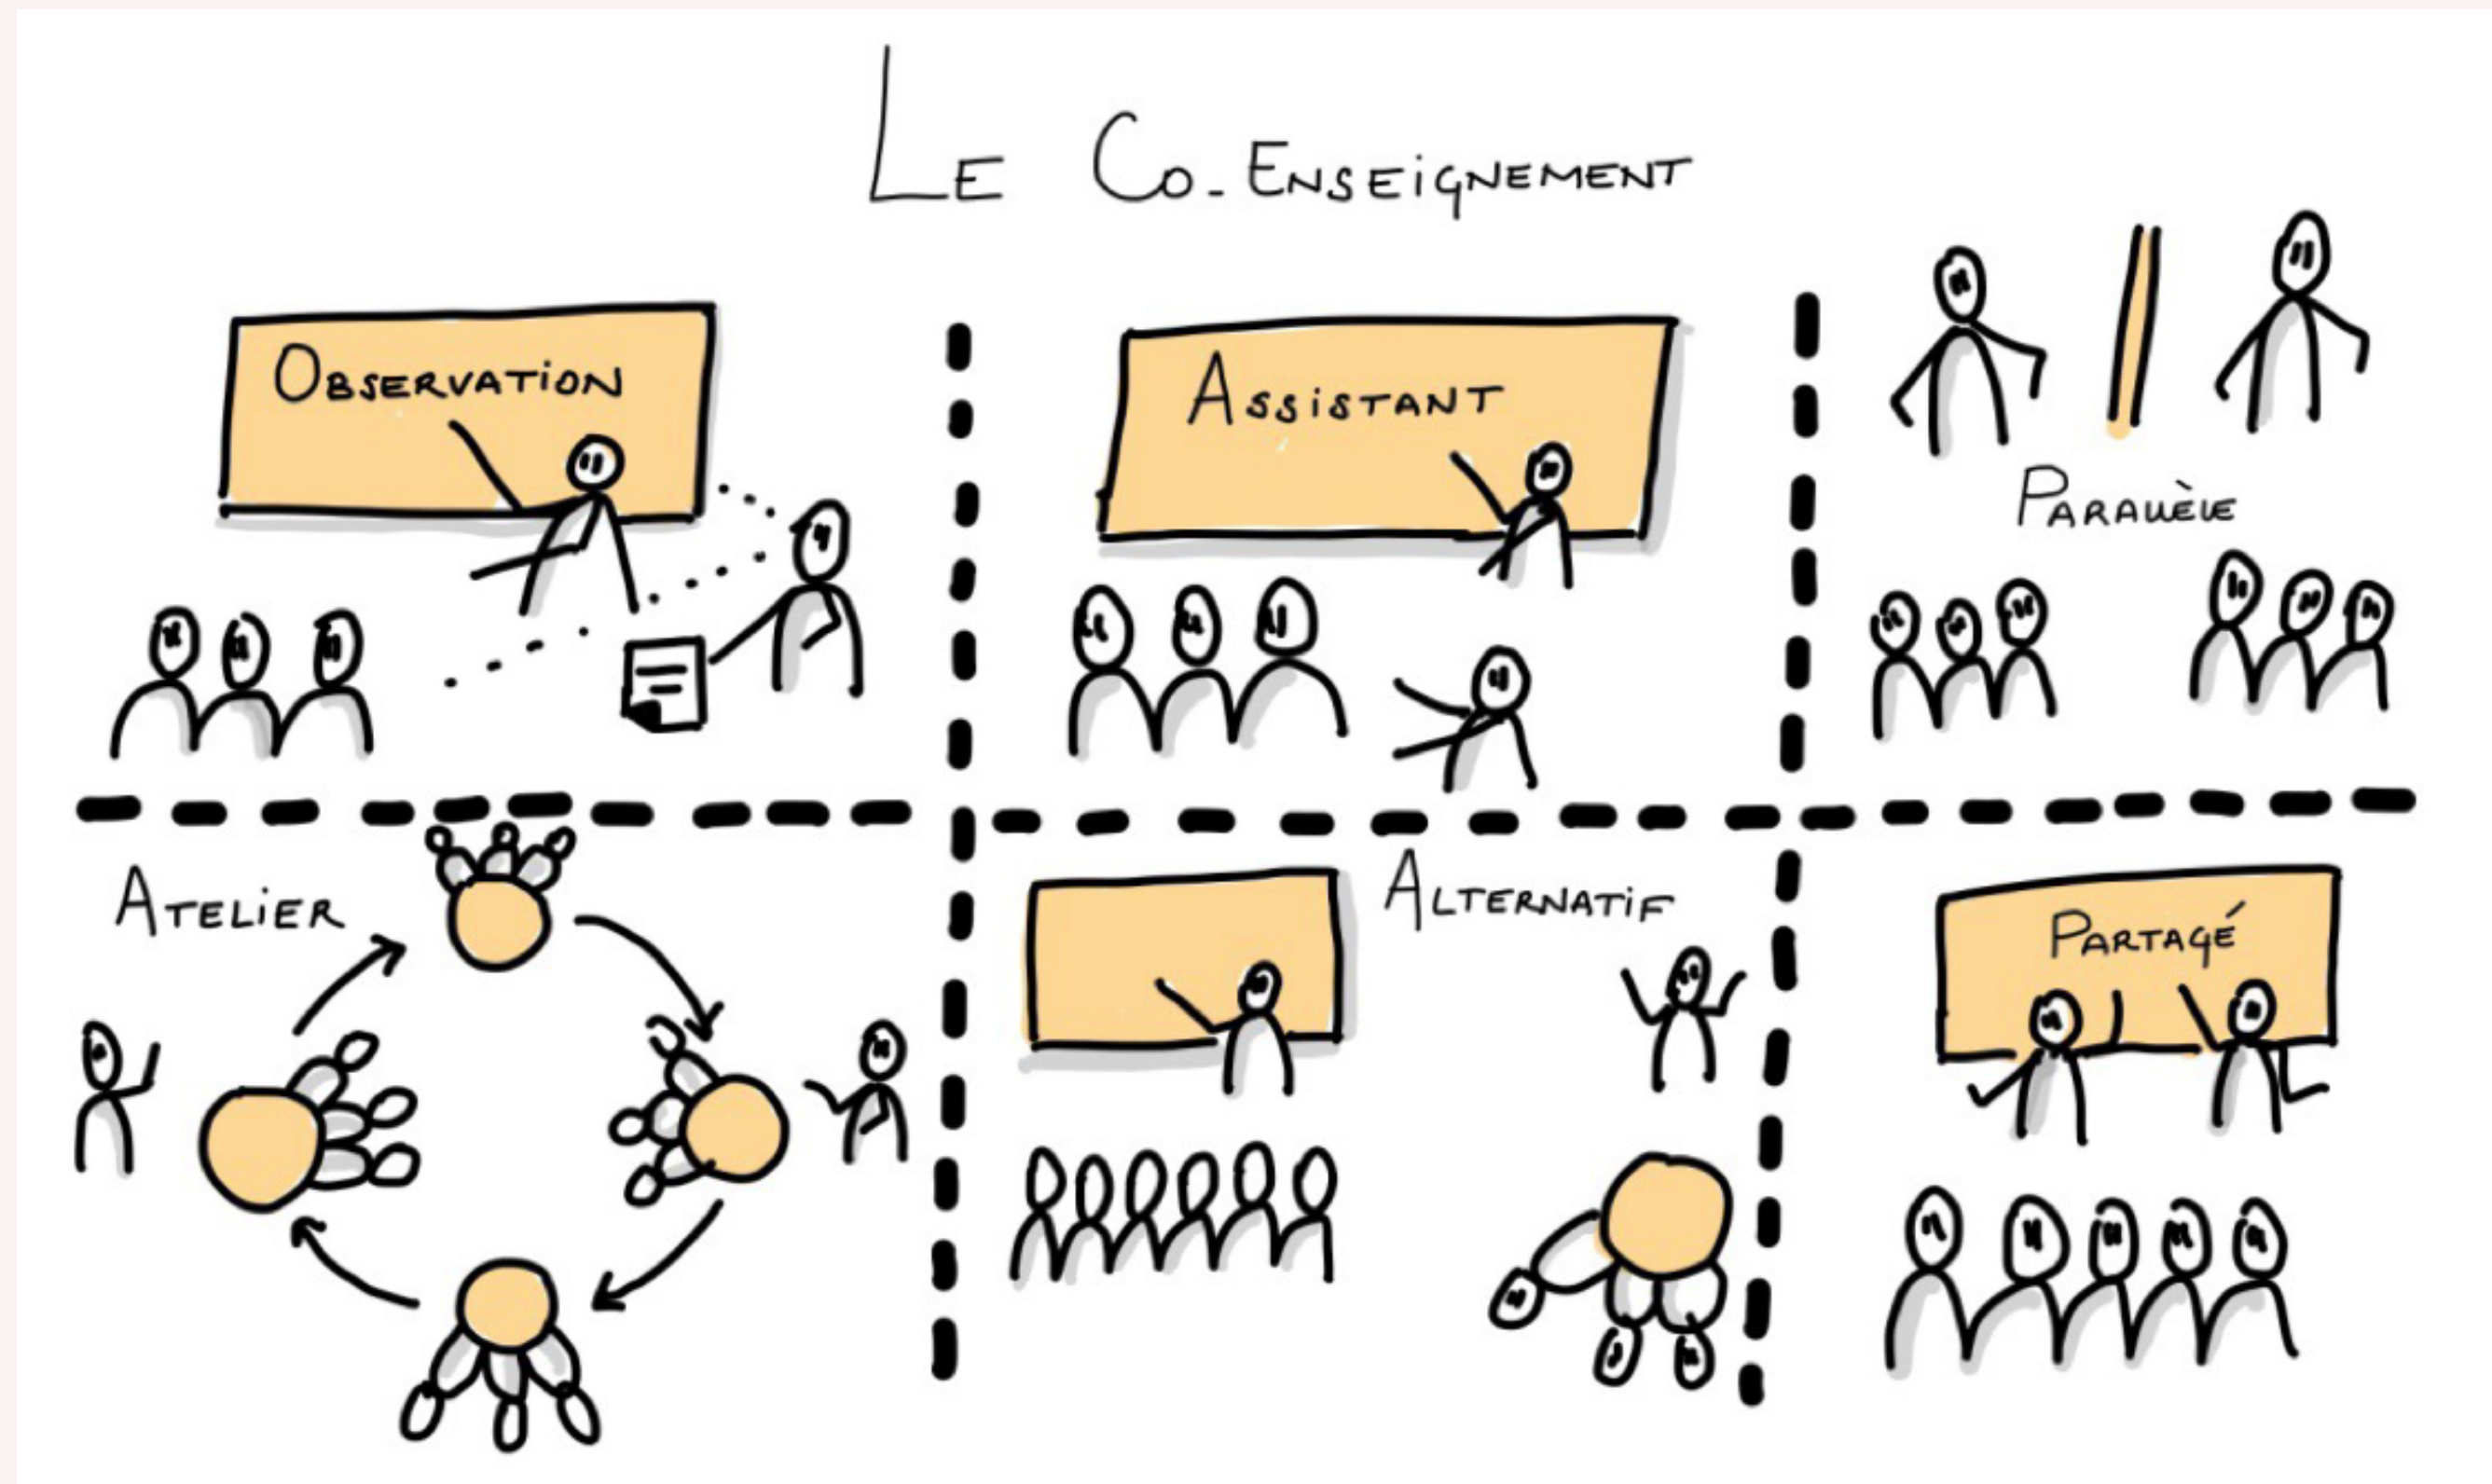 Le Co-Enseignement
Observation
Assistant
Parallèle
Atelier
Alternatif
Partagé